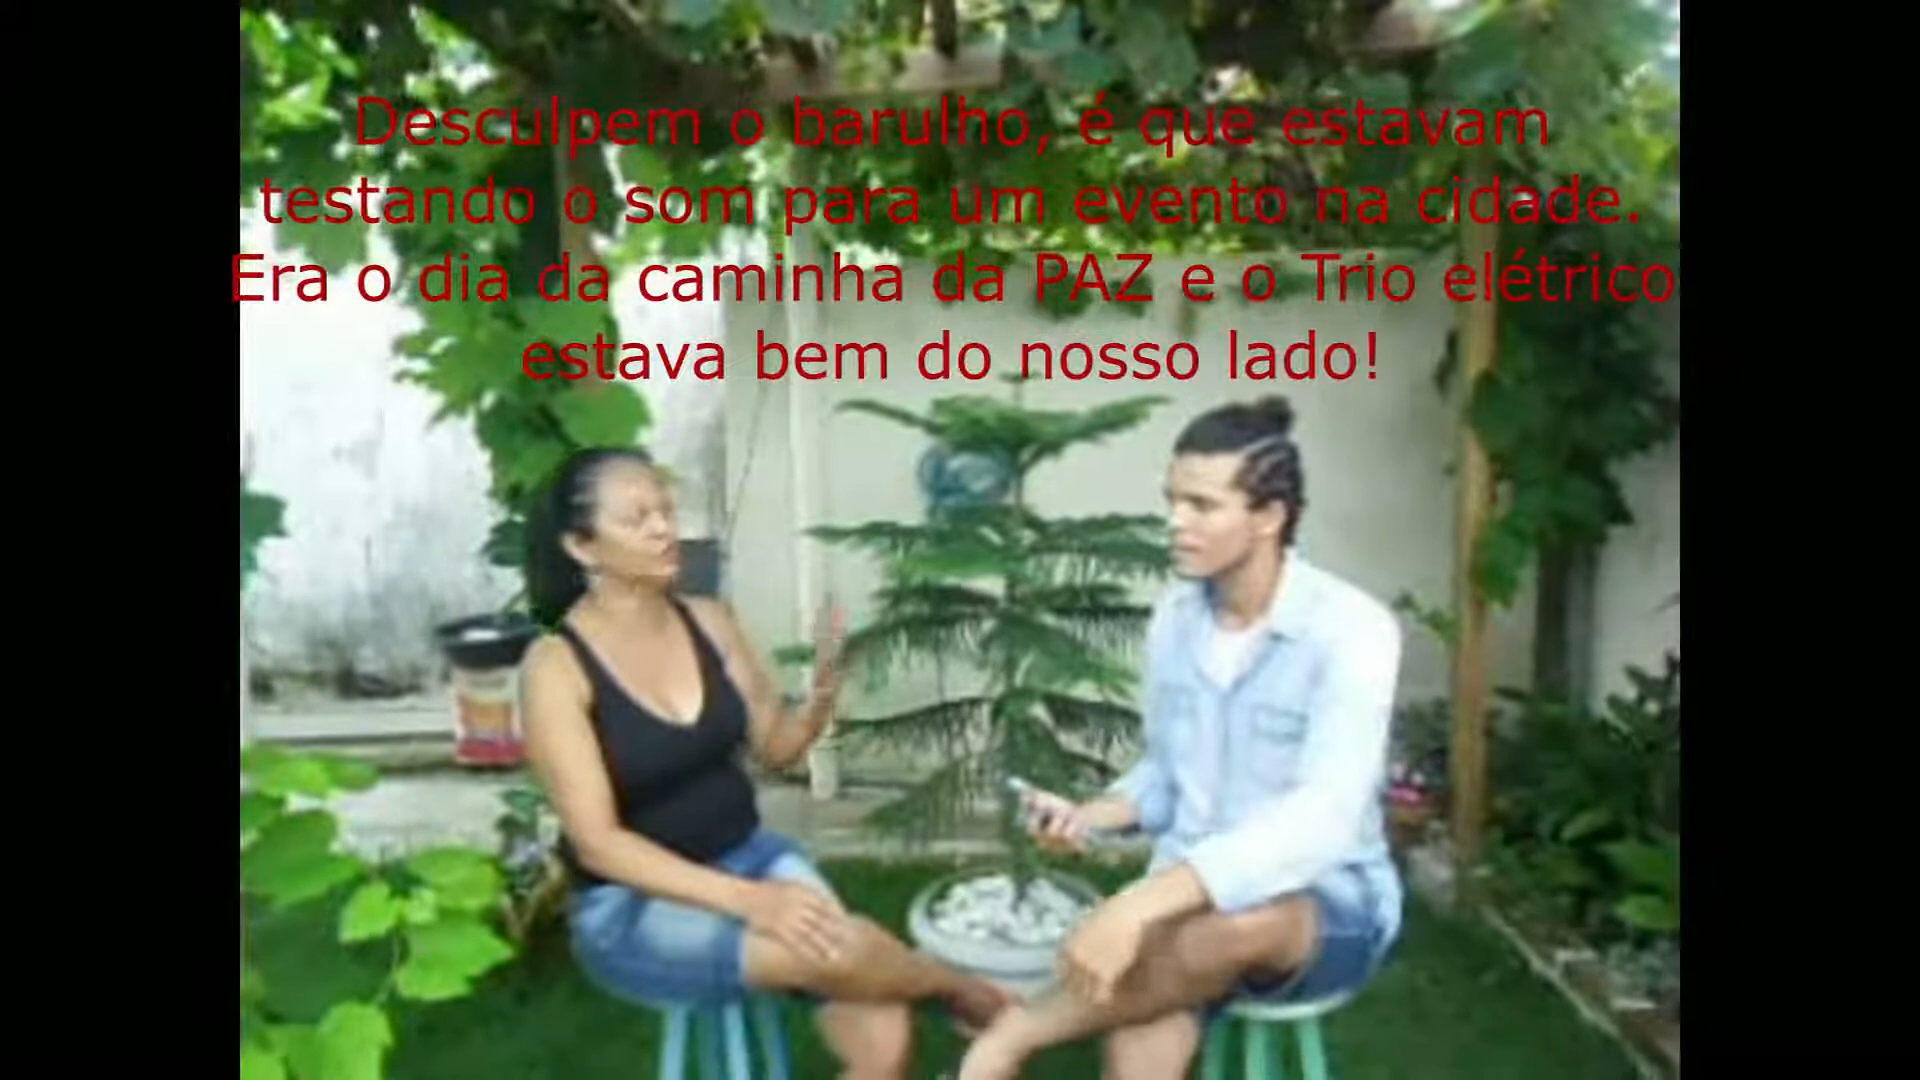 Desculpem o barulho, é que estavam
testando o som para um evento na cidade.
Era o dia da caminha da PAZ e o Trio elétrico
estava bem do nosso lado!